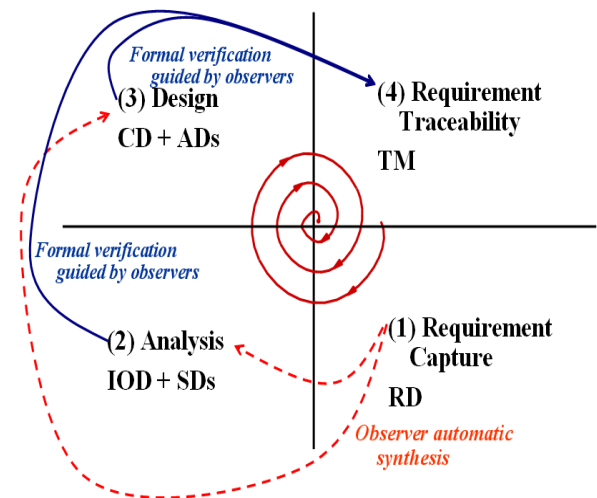 Formal verification
guided by observers
(3) Design
CD + ADs
(4) Requirement
Traceability
TM
Formal verification
guided by observers
(2) Analysis
IOD + SDs
(1) Requirement
Capture
RD
Observer automatic
synthesis